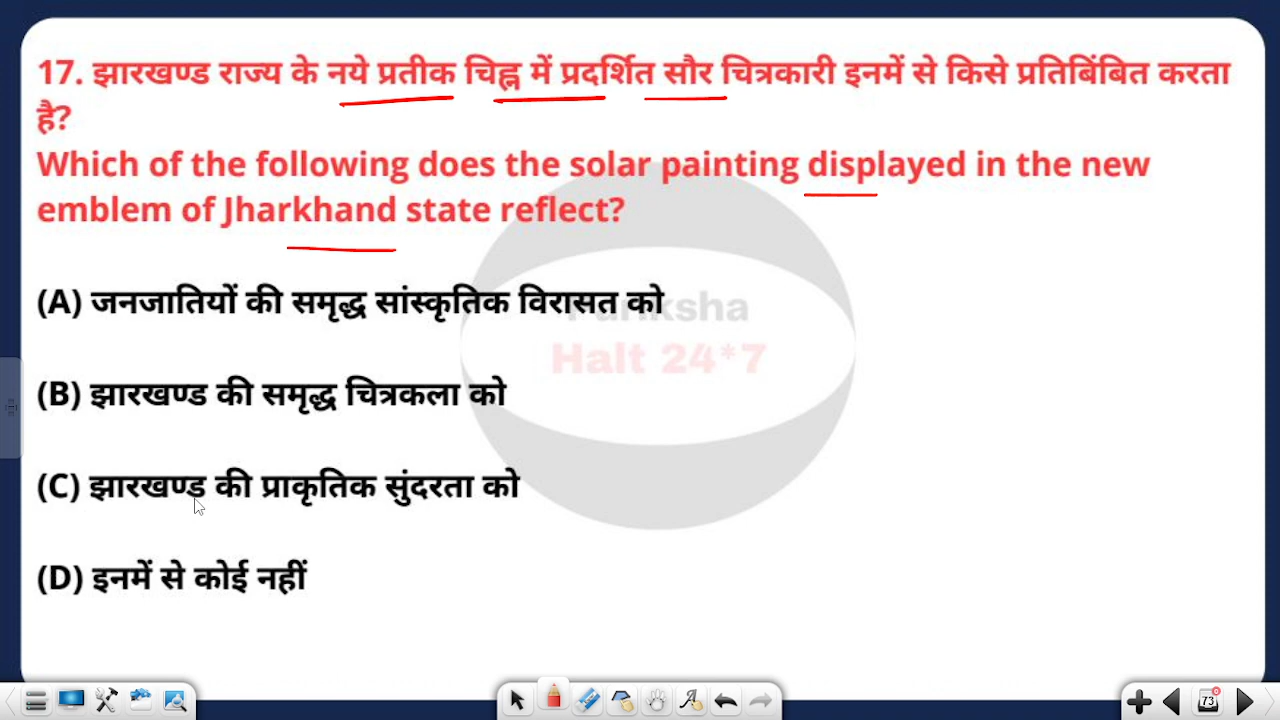 17. झारखण्ड राज्य के नये प्रतीक चिह्न में प्रदर्शित सौर चित्रकारी इनमें से किसे प्रतिबिंबित करता
है?
Which of the following does the solar painting displayed in the new
emblem of Jharkhand state reflect?
(A) जनजातियों की समृद्ध सांस्कृतिक विरासत को
Pariksha
Halt 24*7
(B) झारखण्ड की समृद्ध चित्रकला को
(C) झारखण्ड की प्राकृतिक सुंदरता को
(D) इनमें से कोई नहीं
73